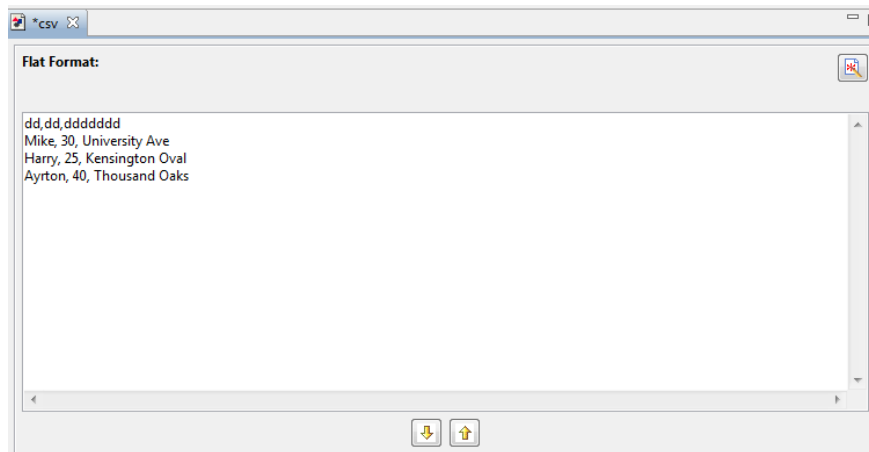 *csv
Flat Format:
dd,dd,ddddddd
Mike, 30, University Ave
Harry, 25, Kensington Oval
Ayrton, 40, Thousand Oaks